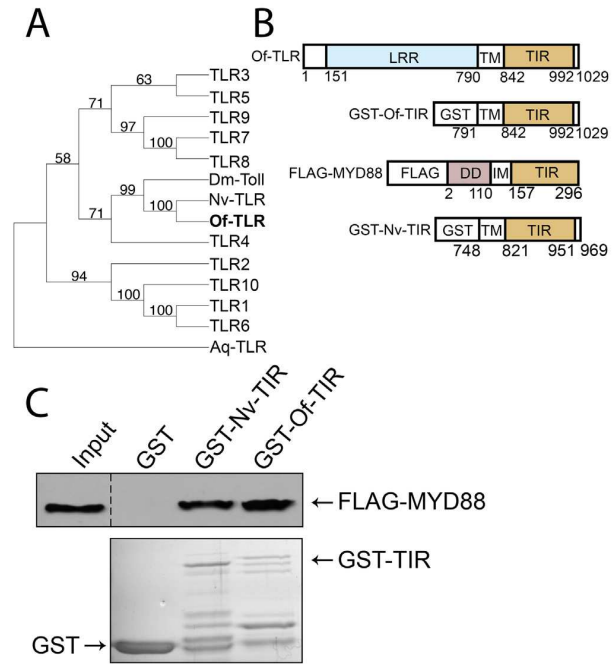 A
TLR3
63
TLR5
71
TLR9
97
TLR7
100
TLR8
58
Dm-Toll
99
Nv-TLR
100
Of-TLR
71
TLR4
TLR2
94
TLR10
100
TLR1
100
TLR6
Aq-TLR
B
Of-TLR LRR TM TIR
1 151 790 842 992 1029
GST-Of-TIR GST TM TIR
791 842 992 1029
FLAG-MYD88 FLAG DD IM TIR
2 110 157 296
GST-Nv-TIR GST TM TIR
748 821 951 969
C
Input GST GST-Nv-TIR GST-Of-TIR
←FLAG-MYD88
←GST-TIR
GST→